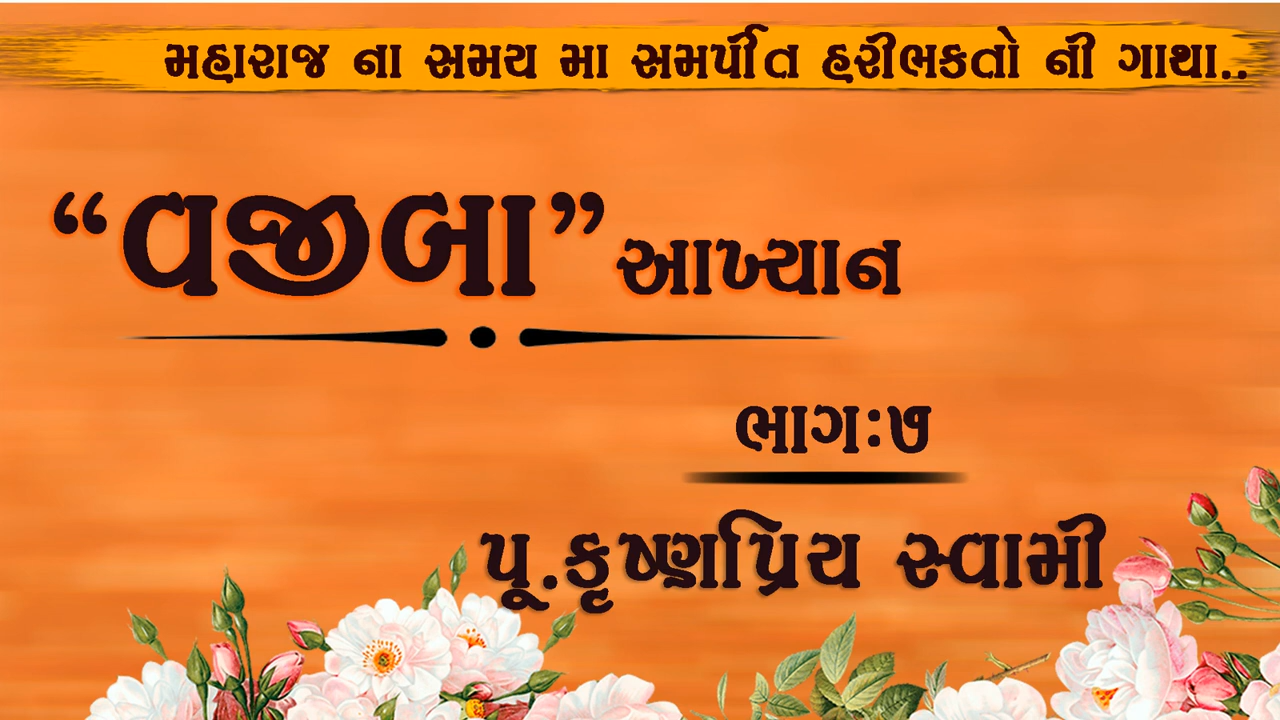 મહારાજ ના સમય મા સમર્પીત હરીભકતો ની ગાથા..
“વજીબા” આખ્યાન
ભાગઃ૭
પૂ.કૃષ્ણપ્રિય સ્વામી